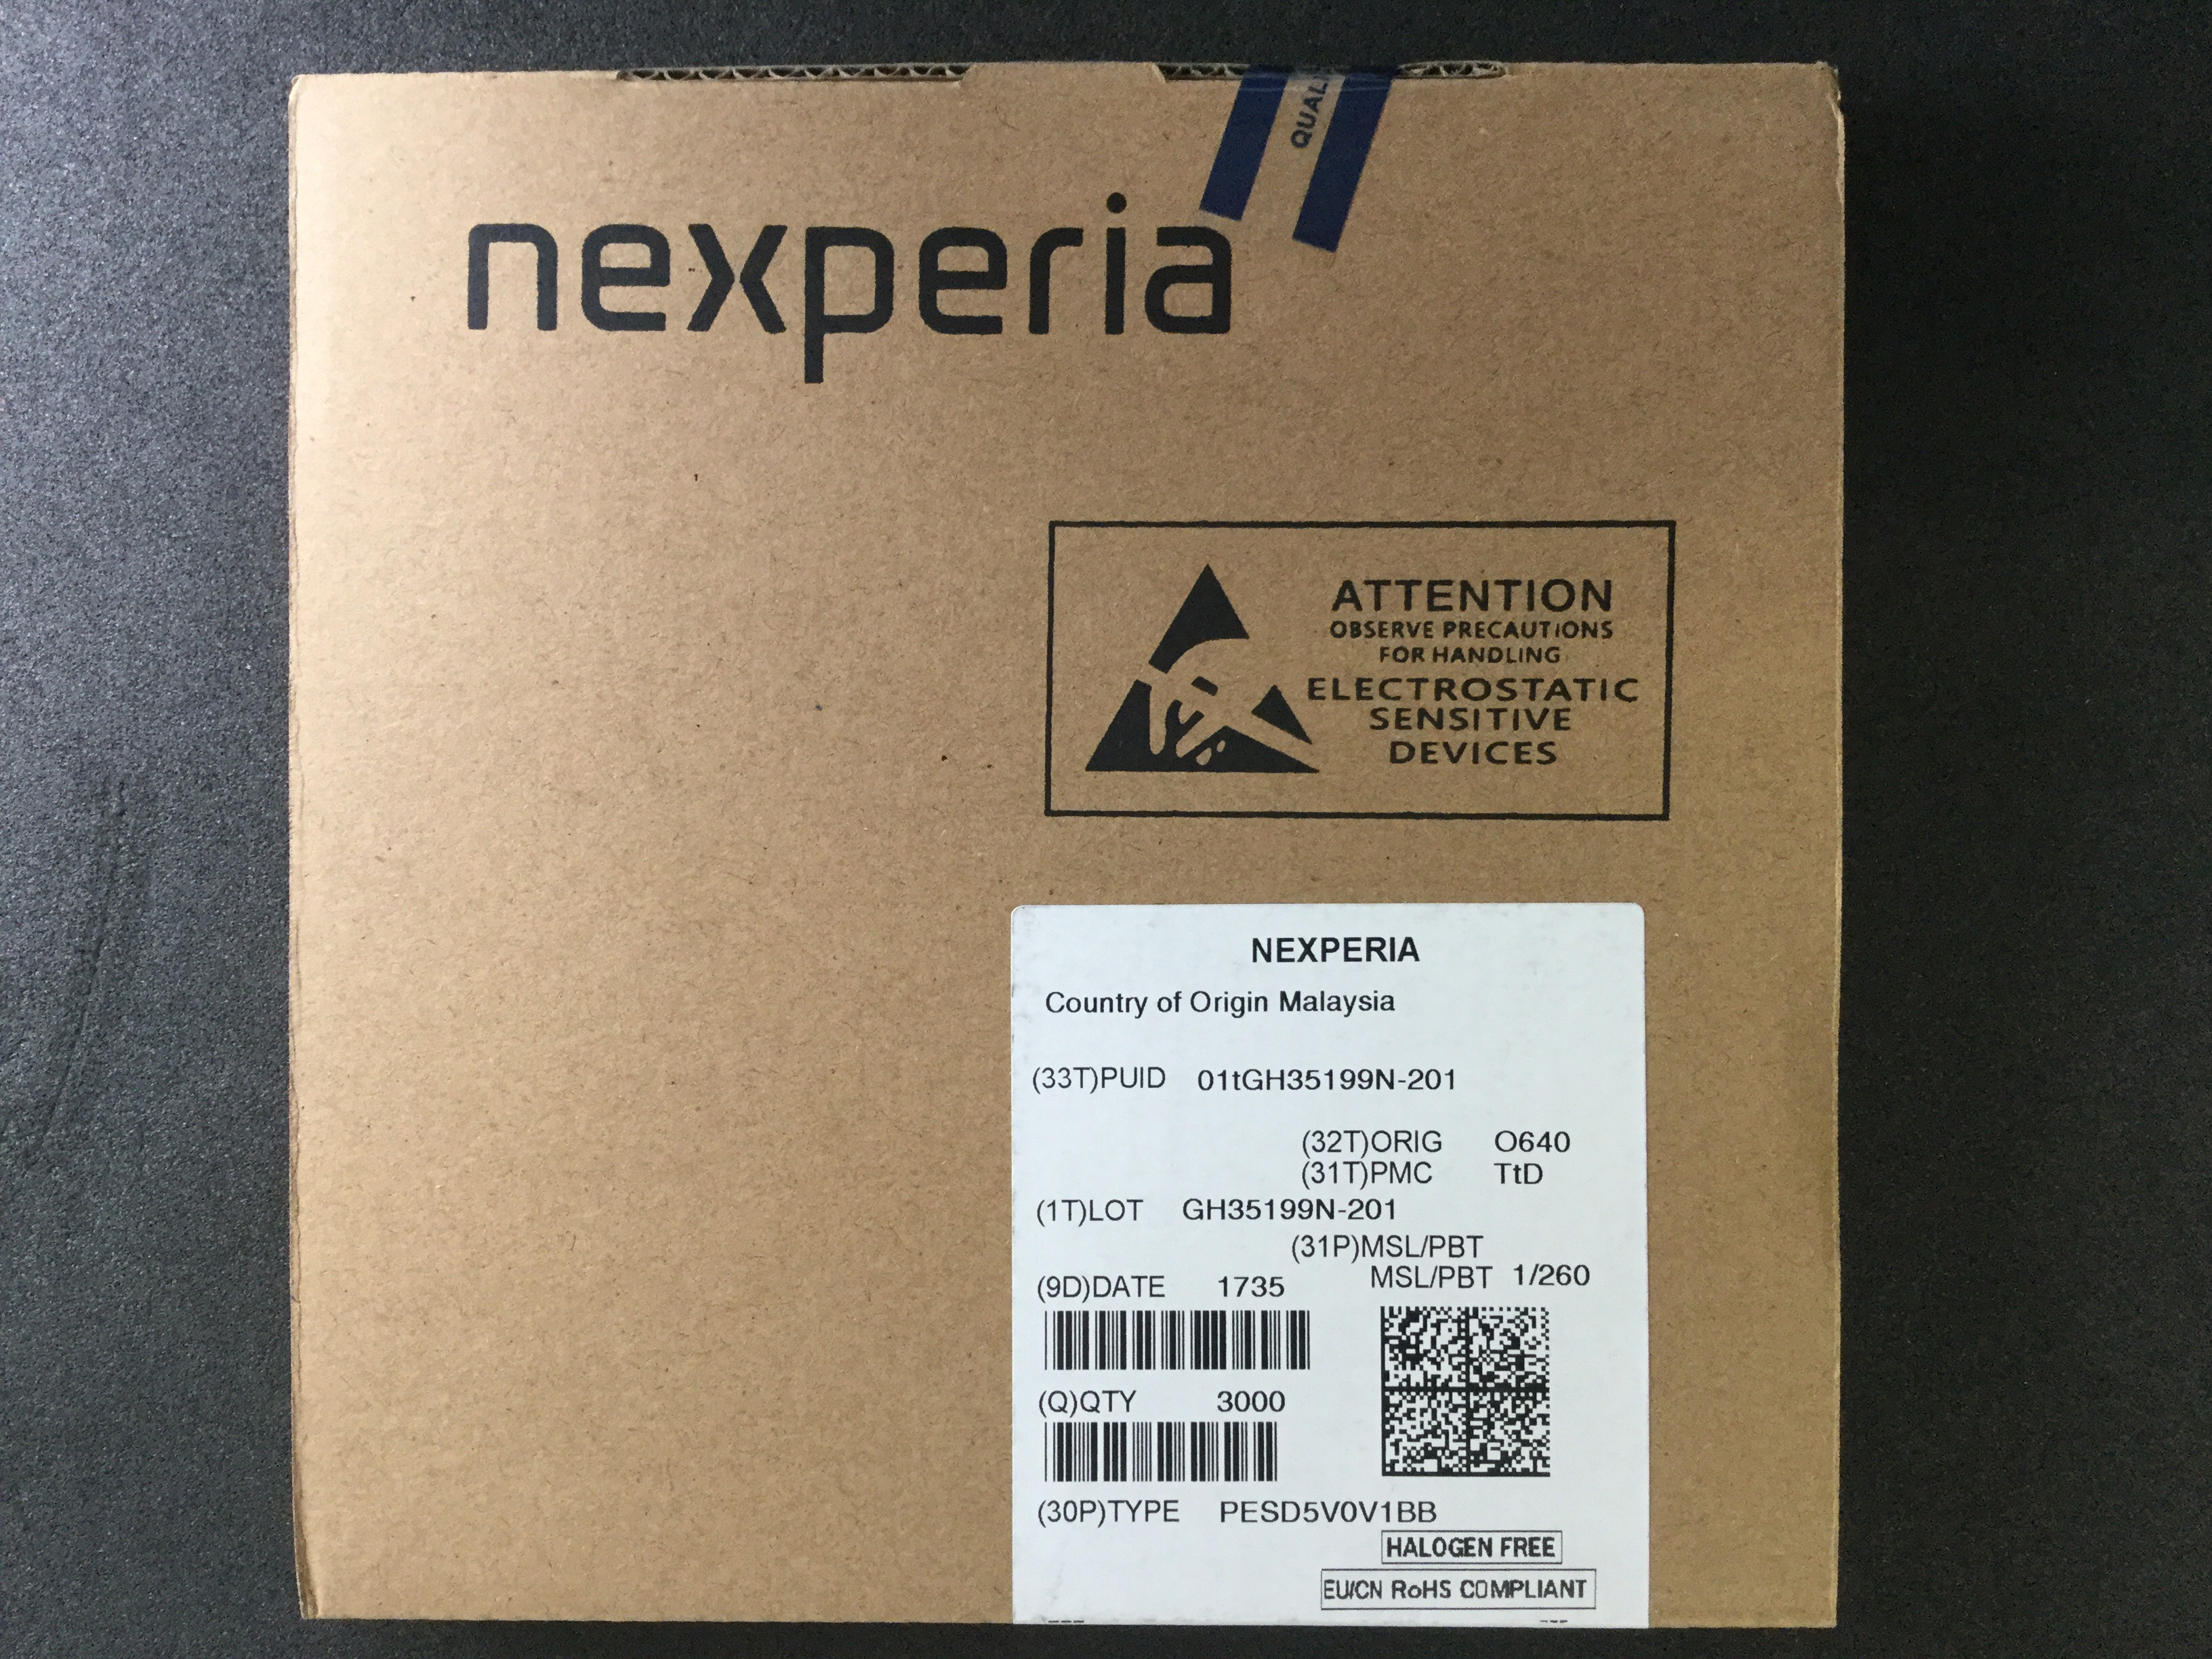 QUAL
nexperia
ATTENTION
OBSERVE PRECAUTIONS
FOR HANDLING
ELECTROSTATIC
SENSITIVE
DEVICES
NEXPERIA
Country of Origin Malaysia
(33T)PUID 01tGH35199N-201
(32T)ORIG O640
(31T)PMC TtD
(1T)LOT GH35199N-201
(31P)MSL/PBT
MSL/PBT 1/260
(9D)DATE 1735
(Q)QTY 3000
(30P)TYPE PESD5V0V1BB
HALOGEN FREE
EU/CN RoHS COMPLIANT